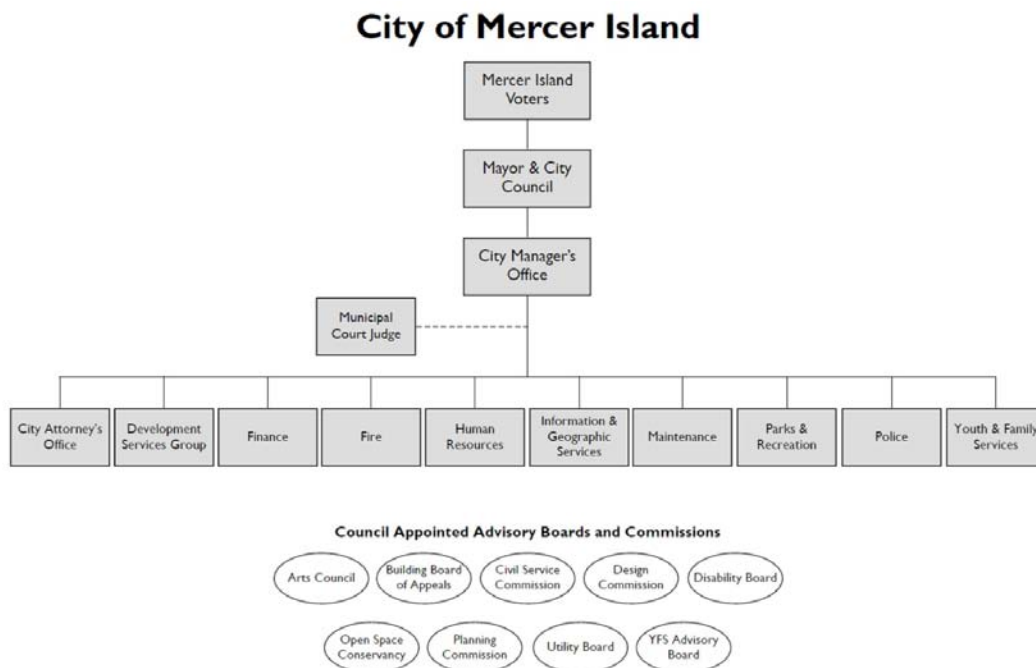 City of Mercer Island
Mercer Island
Voters
Mayor & City
Council
City Manager's
Office
Municipal
Court Judge
City Attorney's
Office
Development
Services Group
Finance
Fire
Human
Resources
Information &
Geographic
Services
Maintenance
Parks &
Recreation
Police
Youth & Family
Services
Council Appointed Advisory Boards and Commissions
Arts Council
Building Board
of Appeals
Civil Service
Commission
Design
Commission
Disability Board
Open Space
Conservancy
Planning
Commission
Utility Board
YFS Advisory
Board